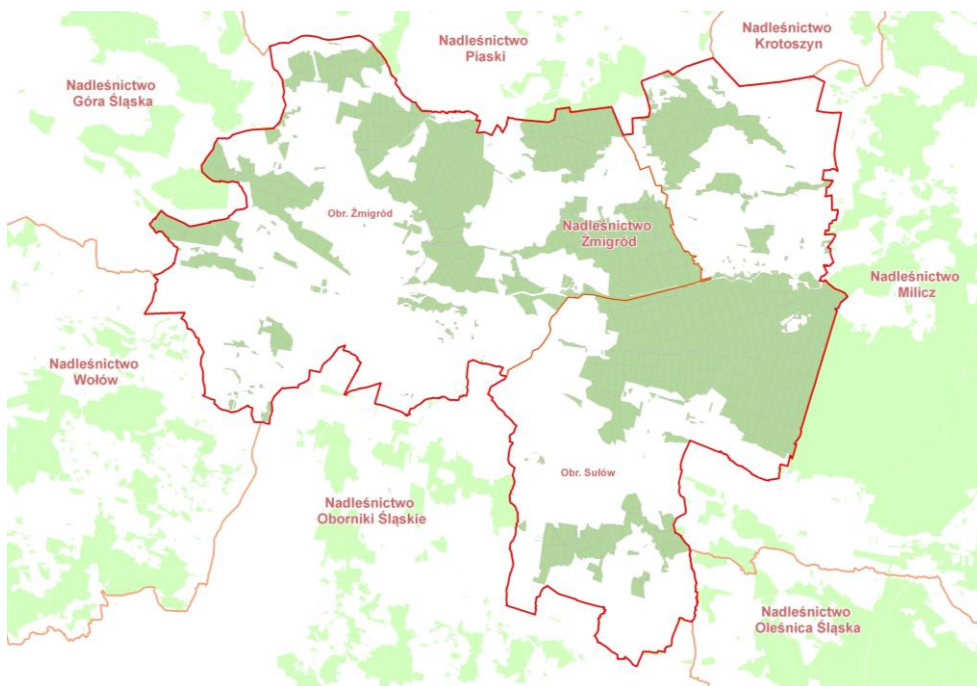 Nadleśnictwo
Piaski
Nadleśnictwo
Krotoszyn
Nadleśnictwo
Góra Śląska
Obr. Żmigród
Nadleśnictwo
Żmigród
Nadleśnictwo
Milicz
Nadleśnictwo
Wołów
Obr. Sułów
Nadleśnictwo
Oborniki Śląskie
Nadleśnictwo
Oleśnica Śląska